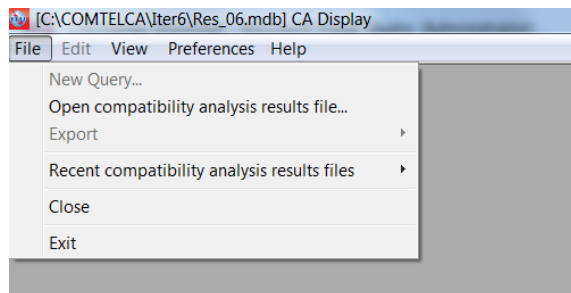 [C:\COMTELCA\Iter6\Res_06.mdb] CA Display
File Edit View Preferences Help
New Query...
Open compatibility analysis results file...
Export
Recent compatibility analysis results files
Close
Exit